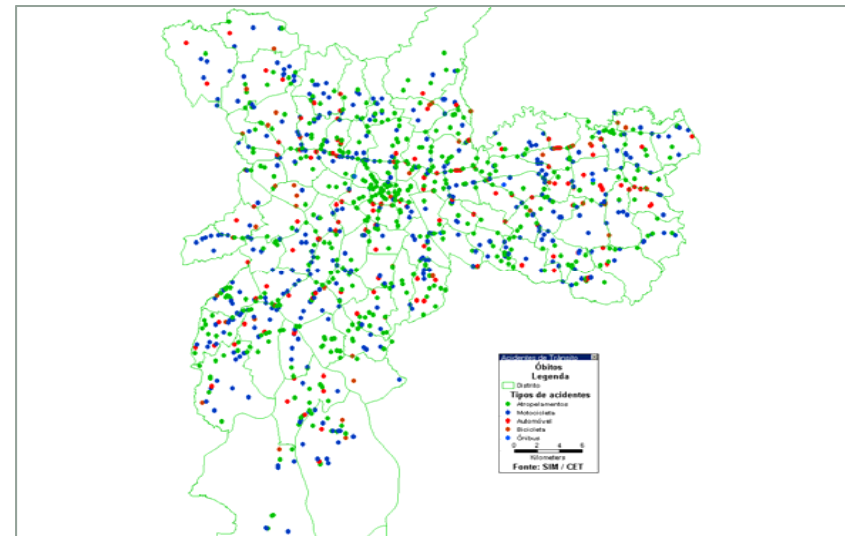 Acidentes de Trânsito
Óbitos
Legenda
Distrito
Tipos de acidentes
Atropelamentos
Motocicleta
Automóvel
Bicicleta
Ônibus
0 2 4 6
Kilometers
Fonte: SIM / CET